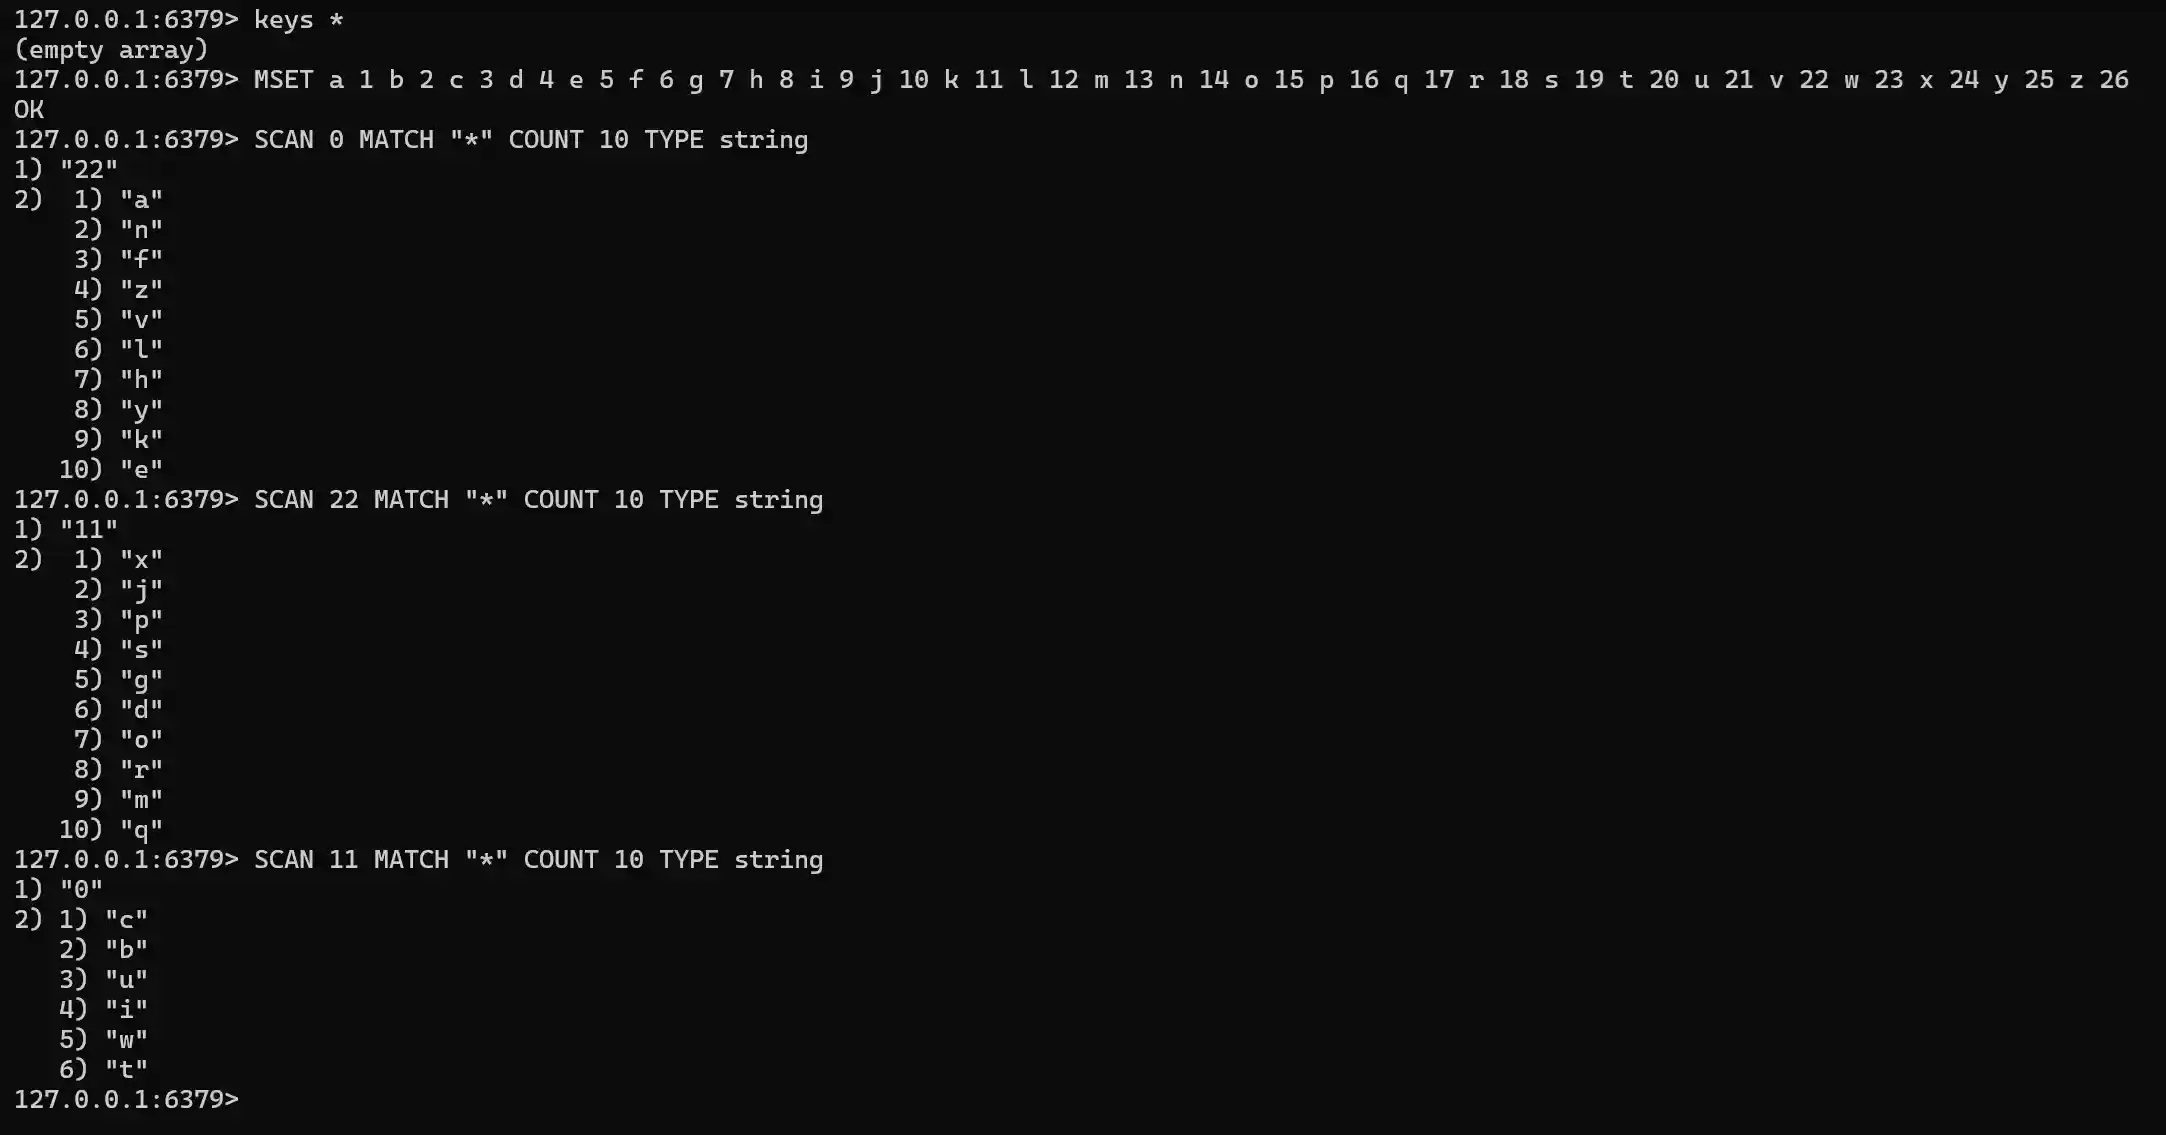 127.0.0.1:6379> keys *
(empty array)
127.0.0.1:6379> MSET a 1 b 2 c 3 d 4 e 5 f 6 g 7 h 8 i 9 j 10 k 11 l 12 m 13 n 14 o 15 p 16 q 17 r 18 s 19 t 20 u 21 v 22 w 23 x 24 y 25 z 26
OK
127.0.0.1:6379> SCAN 0 MATCH "*" COUNT 10 TYPE string
1) "22"
2)  1) "a"
    2) "n"
    3) "f"
    4) "z"
    5) "v"
    6) "l"
    7) "h"
    8) "y"
    9) "k"
   10) "e"
127.0.0.1:6379> SCAN 22 MATCH "*" COUNT 10 TYPE string
1) "11"
2)  1) "x"
    2) "j"
    3) "p"
    4) "s"
    5) "g"
    6) "d"
    7) "o"
    8) "r"
    9) "m"
   10) "q"
127.0.0.1:6379> SCAN 11 MATCH "*" COUNT 10 TYPE string
1) "0"
2) 1) "c"
   2) "b"
   3) "u"
   4) "i"
   5) "w"
   6) "t"
127.0.0.1:6379>